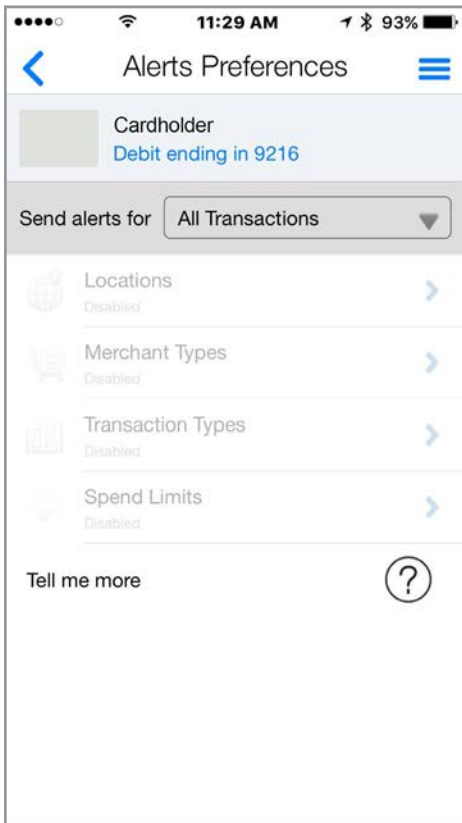 11:29 AM 93%
Alerts Preferences
Cardholder
Debit ending in 9216
Send alerts for All Transactions
Locations
Disabled
Merchant Types
Disabled
Transaction Types
Disabled
Spend Limits
Disabled
Tell me more ?